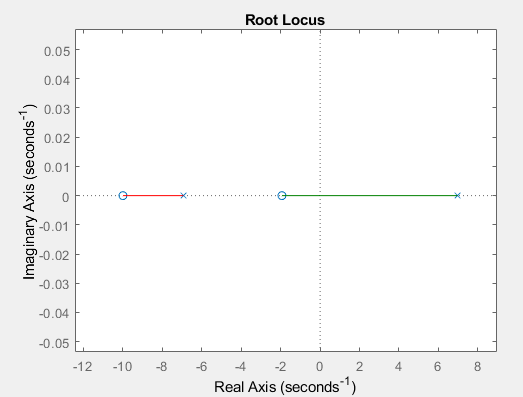 Root Locus
0.05
0.04
0.03
0.02
0.01
0
-0.01
-0.02
-0.03
-0.04
-0.05
Imaginary Axis (seconds⁻¹)
-12 -10 -8 -6 -4 -2 0 2 4 6 8
Real Axis (seconds⁻¹)